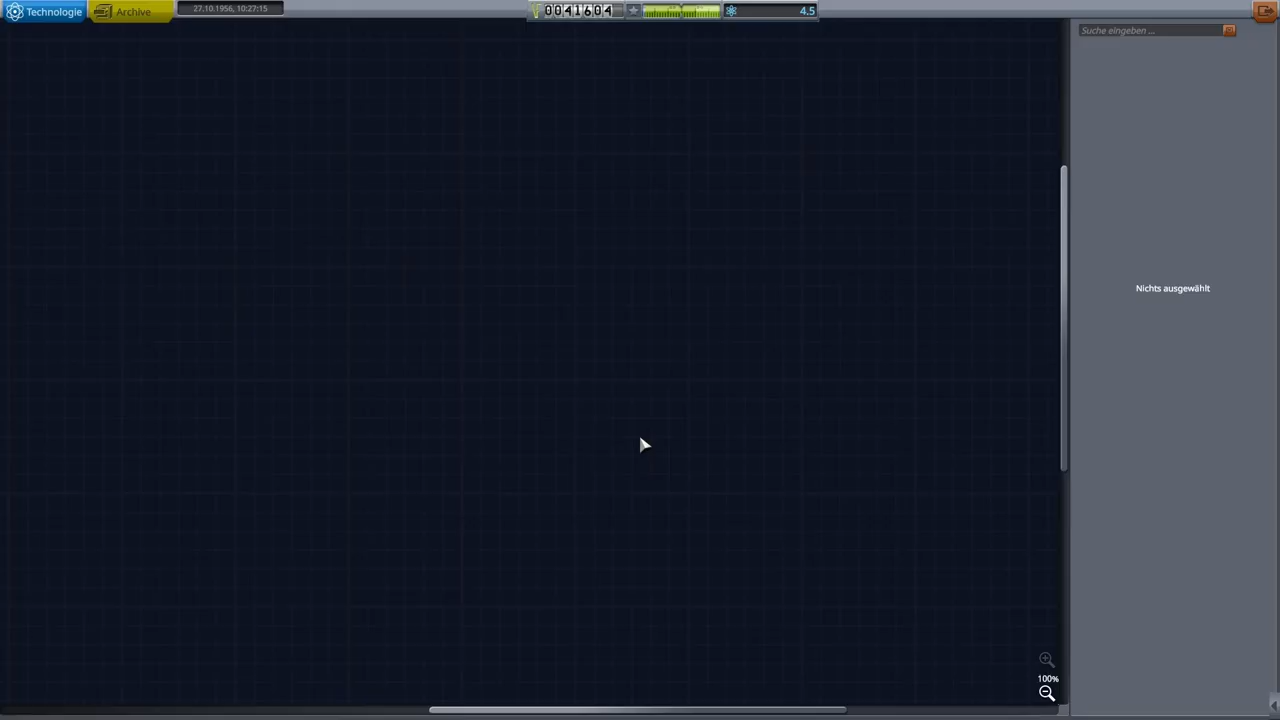 Technologie
Archive
27.10.1956, 10:27:15
0041604
4.5
Suche eingeben ...
Nichts ausgewählt
100%